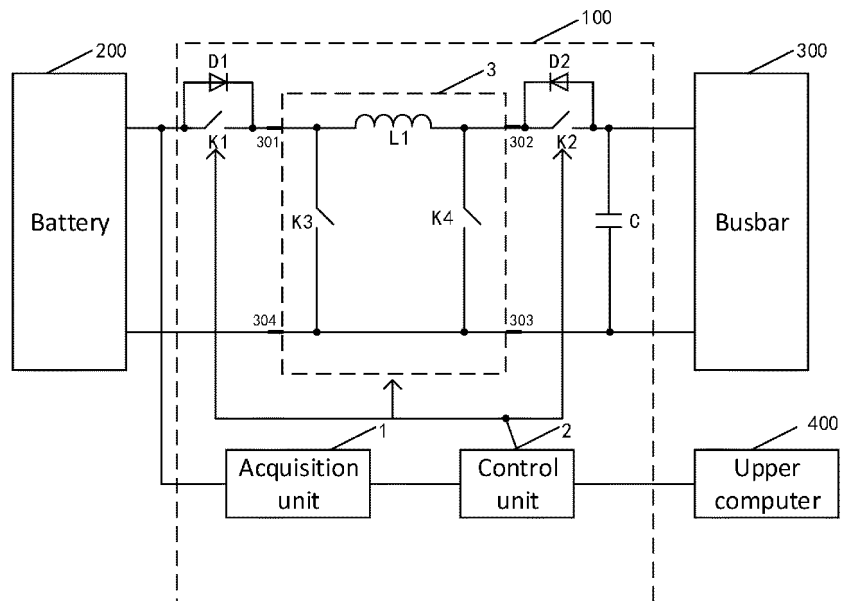 100
200
D1
3
D2
300
301
K1
L1
302
K2
Battery
K3
K4
C
Busbar
304
303
1
2
400
Acquisition
unit
Control
unit
Upper
computer